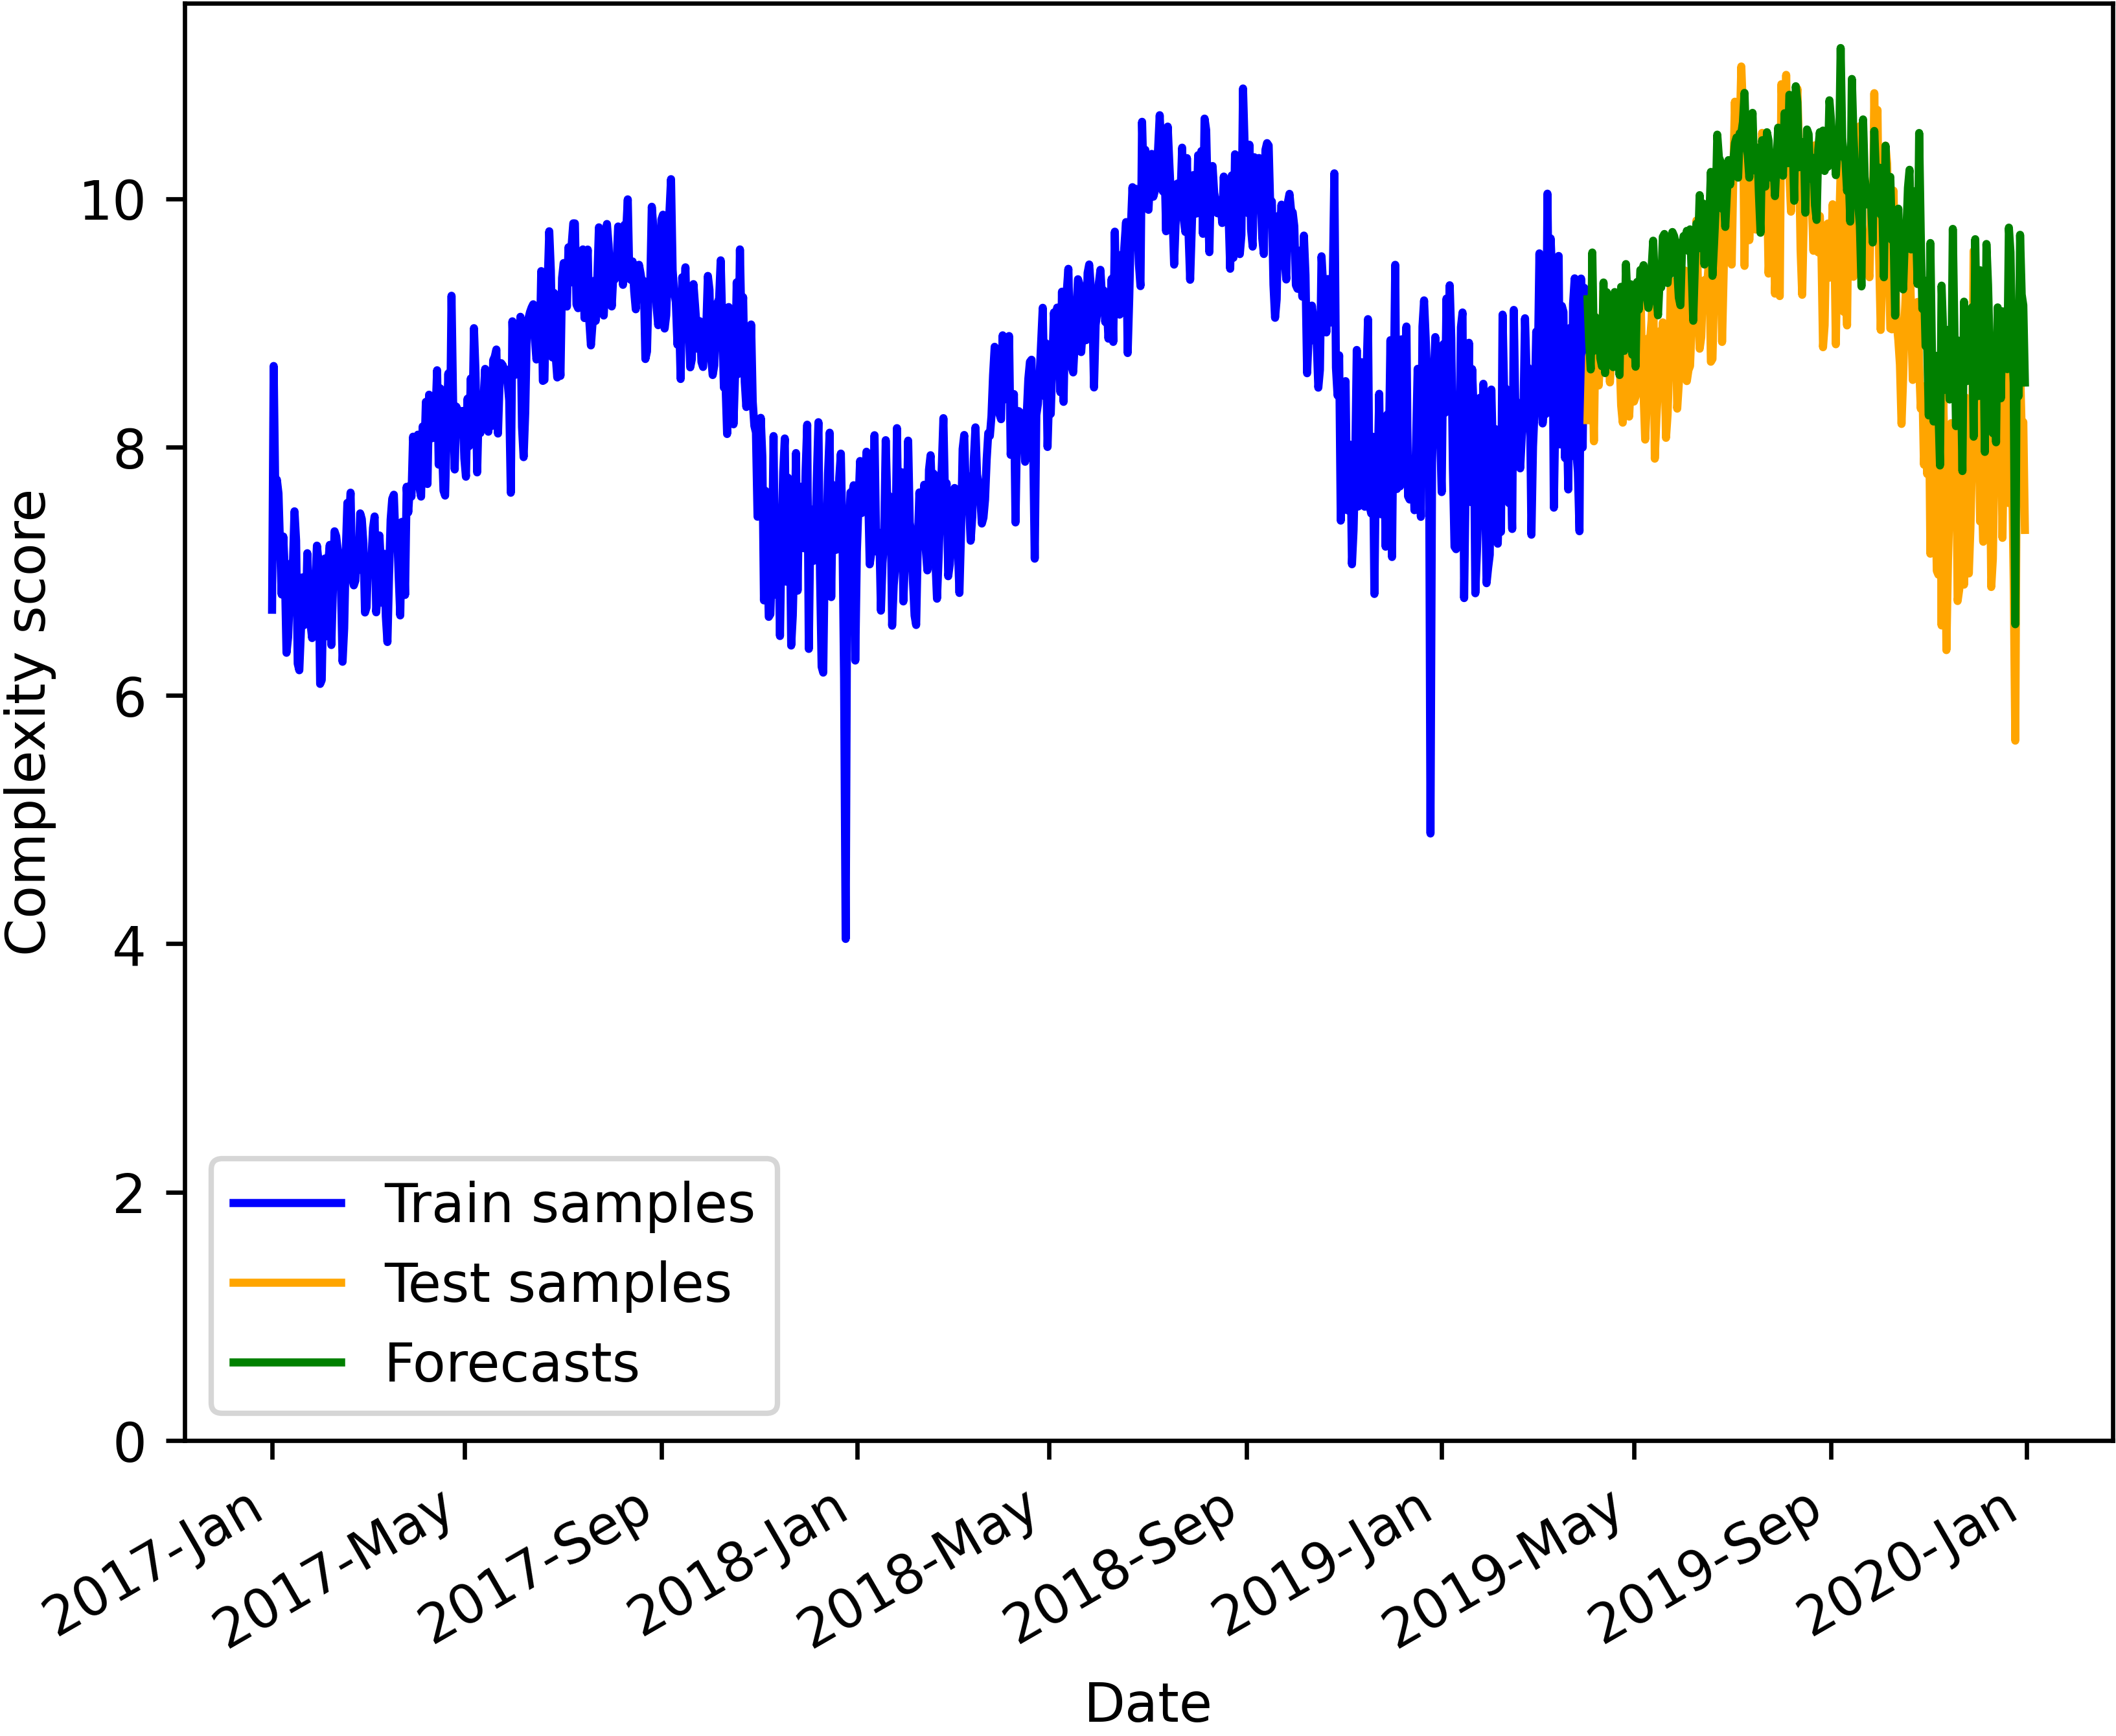 Complexity score
10
8
6
4
2
0
Train samples
Test samples
Forecasts
2017-Jan
2017-May
2017-Sep
2018-Jan
2018-May
2018-Sep
2019-Jan
2019-May
2019-Sep
2020-Jan
Date